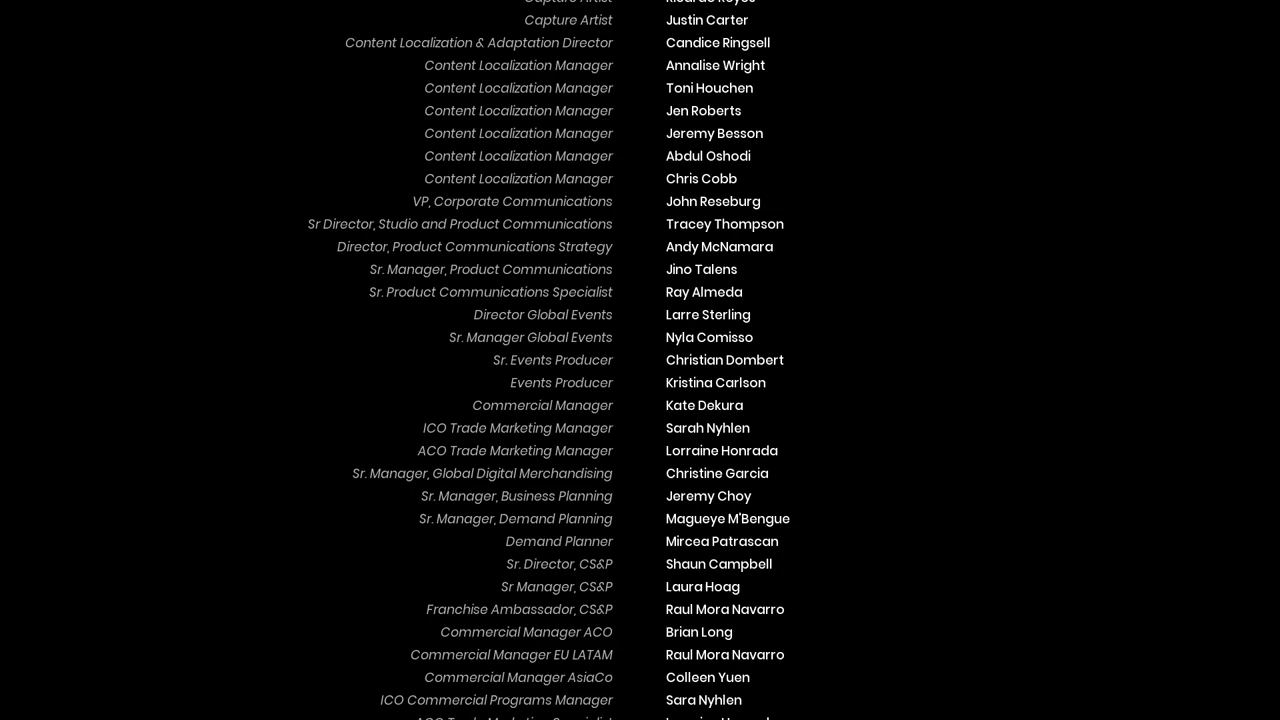 Capture Artist Justin Carter
Content Localization & Adaptation Director Candice Ringsell
Content Localization Manager Annalise Wright
Content Localization Manager Toni Houchen
Content Localization Manager Jen Roberts
Content Localization Manager Jeremy Besson
Content Localization Manager Abdul Oshodi
Content Localization Manager Chris Cobb
VP, Corporate Communications John Reseburg
Sr Director, Studio and Product Communications Tracey Thompson
Director, Product Communications Strategy Andy McNamara
Sr. Manager, Product Communications Jino Talens
Sr. Product Communications Specialist Ray Almeda
Director Global Events Larre Sterling
Sr. Manager Global Events Nyla Comisso
Sr. Events Producer Christian Dombert
Events Producer Kristina Carlson
Commercial Manager Kate Dekura
ICO Trade Marketing Manager Sarah Nyhlen
ACO Trade Marketing Manager Lorraine Honrada
Sr. Manager, Global Digital Merchandising Christine Garcia
Sr. Manager, Business Planning Jeremy Choy
Sr. Manager, Demand Planning Magueye M'Bengue
Demand Planner Mircea Patrascan
Sr. Director, CS&P Shaun Campbell
Sr Manager, CS&P Laura Hoag
Franchise Ambassador, CS&P Raul Mora Navarro
Commercial Manager ACO Brian Long
Commercial Manager EU LATAM Raul Mora Navarro
Commercial Manager AsiaCo Colleen Yuen
ICO Commercial Programs Manager Sara Nyhlen